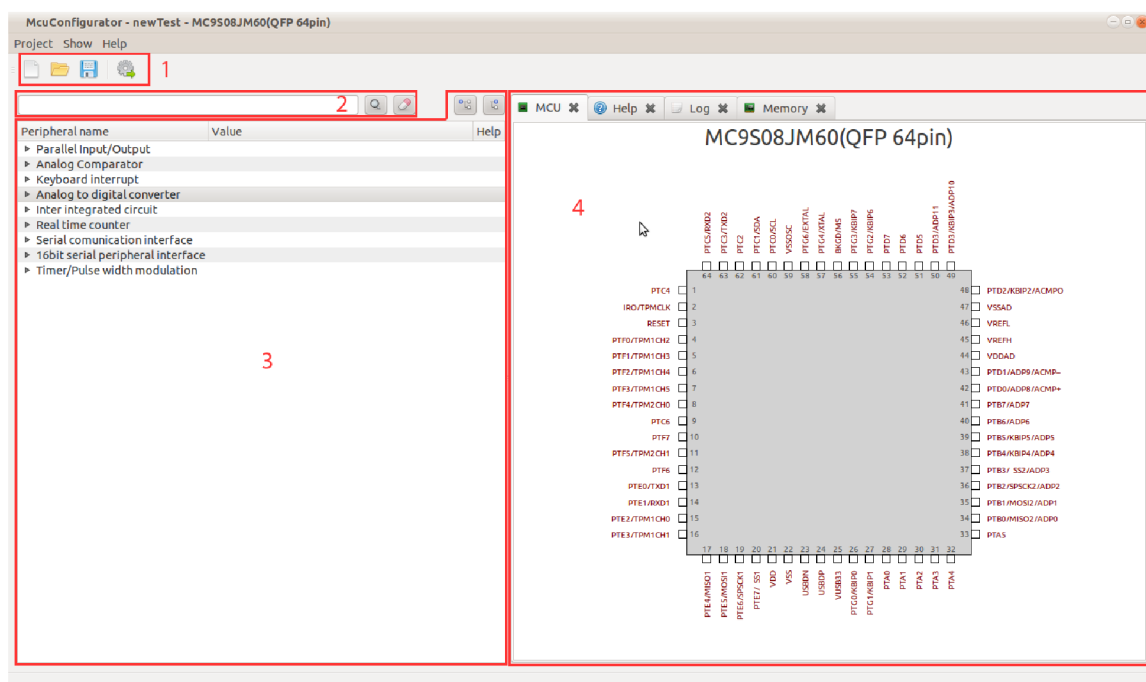 McuConfigurator - newTest - MC9S08JM60(QFP 64pin)
Project Show Help
1
2
MCU Help Log Memory
Peripheral name Value Help
Parallel Input/Output
Analog Comparator
Keyboard interrupt
Analog to digital converter
Inter integrated circuit
Real time counter
Serial comunication interface
16bit serial peripheral interface
Timer/Pulse width modulation
3
MC9S08JM60(QFP 64pin)
4
PTC5/RXD2
PTC3/TXD2
PTC2
PTC1/SDA
PTC0/SCL
VSSOSC
PTG6/EXTAL
PTG4/XTAL
BKGD/MS
PTG3/KBIP7
PTG2/KBIP6
PTD7
PTD6
PTD5
PTD3/ADP11
PTD3/KBIP3/ADP10
64 63 62 61 60 59 58 57 56 55 54 53 52 51 50 49
PTC4 1
IRO/TPMCLK 2
RESET 3
PTF0/TPM1CH2 4
PTF1/TPM1CH3 5
PTF2/TPM1CH4 6
PTF3/TPM1CH5 7
PTF4/TPM2CH0 8
PTC6 9
PTF7 10
PTF5/TPM2CH1 11
PTF6 12
PTE0/TXD1 13
PTE1/RXD1 14
PTE2/TPM1CH0 15
PTE3/TPM1CH1 16
48 PTD2/KBIP2/ACMPO
47 VSSAD
46 VREFL
45 VREFH
44 VDDAD
43 PTD1/ADP9/ACMP-
42 PTD0/ADP8/ACMP+
41 PTB7/ADP7
40 PTB6/ADP6
39 PTB5/KBIP5/ADP5
38 PTB4/KBIP4/ADP4
37 PTB3/ SS2/ADP3
36 PTB2/SPSCK2/ADP2
35 PTB1/MOSI2/ADP1
34 PTB0/MISO2/ADP0
33 PTA5
17 18 19 20 21 22 23 24 25 26 27 28 29 30 31 32
PTE4/MISO1
PTE5/MOSI1
PTE6/SPSCK1
PTE7/ SS1
VDD
VSS
USBDN
USBDP
VUSB33
PTG0/KBIP0
PTG1/KBIP1
PTA0
PTA1
PTA2
PTA3
PTA4